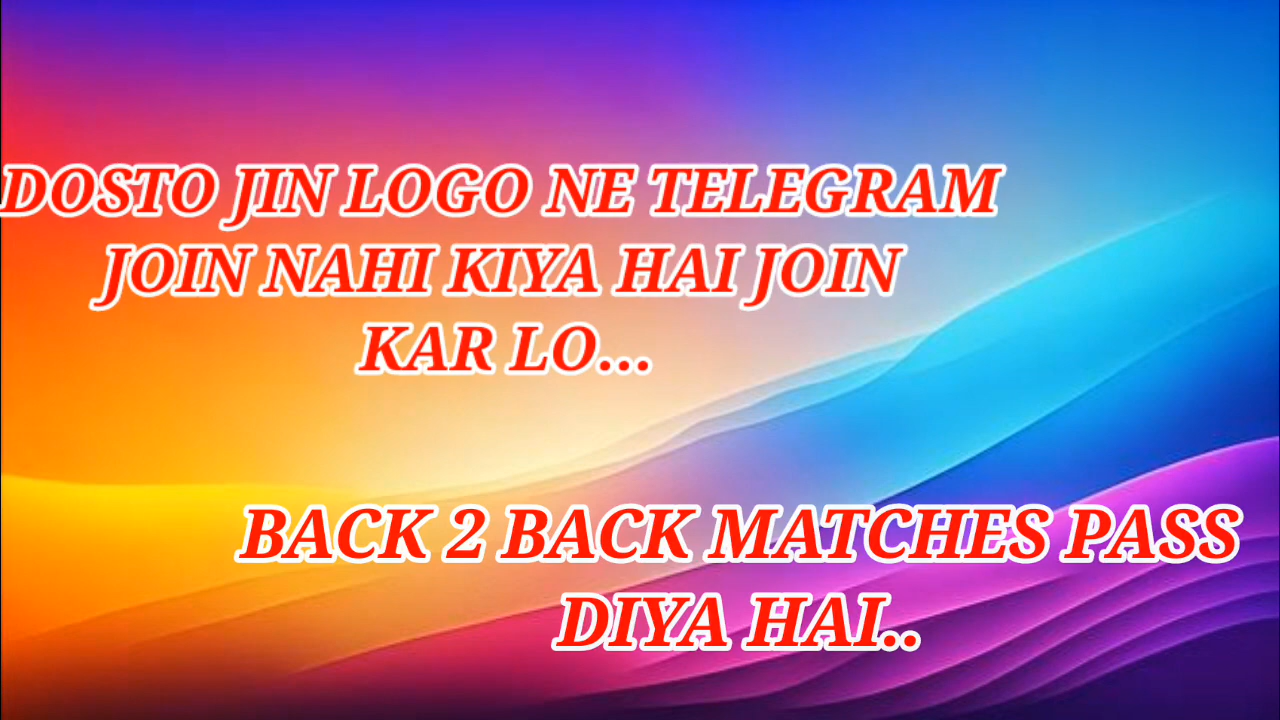 DOSTO JIN LOGO NE TELEGRAM
JOIN NAHI KIYA HAI JOIN
KAR LO...
BACK 2 BACK MATCHES PASS
DIYA HAI..